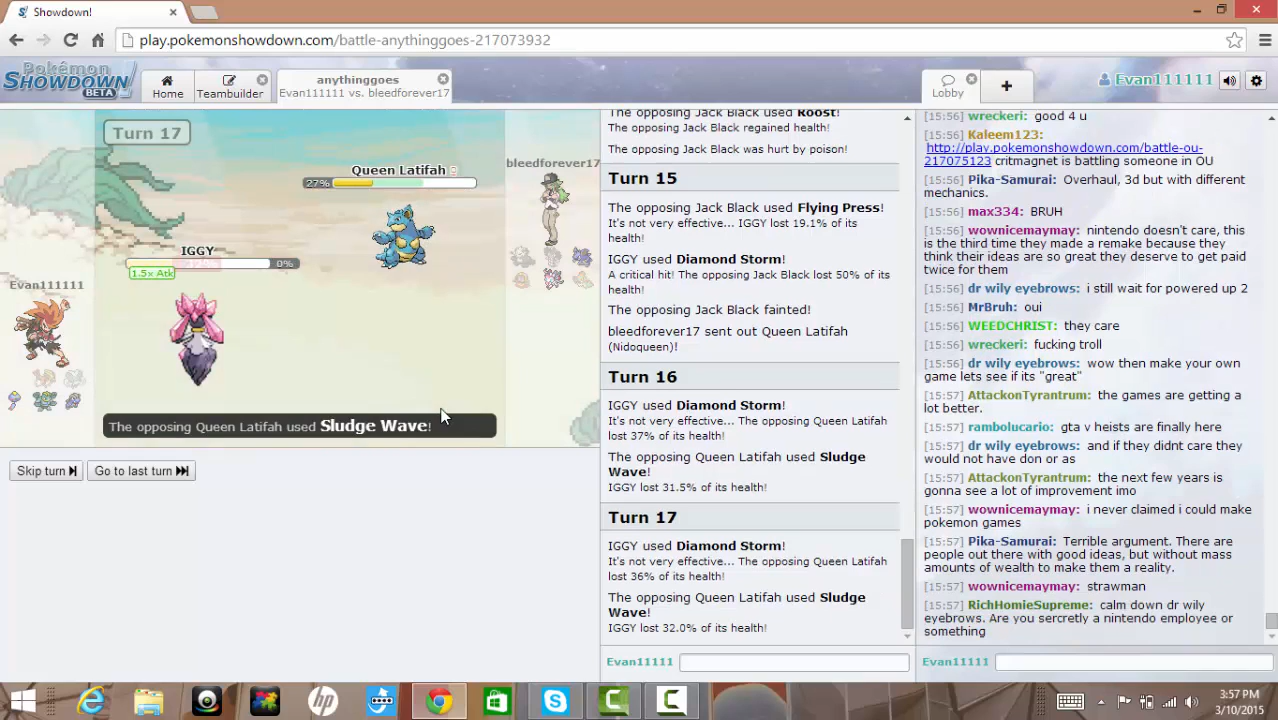 Showdown!
play.pokemonshowdown.com/battle-anythinggoes-217073932
Pokémon
SHOWDOWN
BETA
Home
Teambuilder
anythinggoes
Evan111111 vs. bleedforever17
Lobby
Evan111111
Turn 17
Queen Latifah
27%
bleedforever17
IGGY
0%
1.5x Atk
Evan111111
The opposing Queen Latifah used Sludge Wave!
Skip turn
Go to last turn
The opposing Jack Black used Roost!
The opposing Jack Black regained health!
The opposing Jack Black was hurt by poison!
Turn 15
The opposing Jack Black used Flying Press!
It's not very effective... IGGY lost 19.1% of its
health!
IGGY used Diamond Storm!
A critical hit! The opposing Jack Black lost 50% of its
health!
The opposing Jack Black fainted!
bleedforever17 sent out Queen Latifah
(Nidoqueen)!
Turn 16
IGGY used Diamond Storm!
It's not very effective... The opposing Queen Latifah
lost 37% of its health!
The opposing Queen Latifah used Sludge
Wave!
IGGY lost 31.5% of its health!
Turn 17
IGGY used Diamond Storm!
It's not very effective... The opposing Queen Latifah
lost 36% of its health!
The opposing Queen Latifah used Sludge
Wave!
IGGY lost 32.0% of its health!
Evan11111
[15:56] wreckeri: good 4 u
[15:56] Kaleem123:
http://play.pokemonshowdown.com/battle-ou-
217075123 critmagnet is battling someone in OU
[15:56] Pika-Samurai: Overhaul, 3d but with different
mechanics.
[15:56] max334: BRUH
[15:56] wownicemaymay: nintendo doesn't care, this
is the third time they made a remake because they
think their ideas are so great they deserve to get paid
twice for them
[15:56] dr wily eyebrows: i still wait for powered up 2
[15:56] MrBruh: oui
[15:56] WEEDCHRIST: they care
[15:56] wreckeri: fucking troll
[15:56] dr wily eyebrows: wow then make your own
game lets see if its "great"
[15:56] AttackonTyrantrum: the games are getting a
lot better.
[15:56] rambolucario: gta v heists are finally here
[15:56] dr wily eyebrows: and if they didnt care they
would not have don or as
[15:56] AttackonTyrantrum: the next few years is
gonna see a lot of improvement imo
[15:57] wownicemaymay: i never claimed i could make
pokemon games
[15:57] Pika-Samurai: Terrible argument. There are
people out there with good ideas, but without mass
amounts of wealth to make them a reality.
[15:57] wownicemaymay: strawman
[15:57] RichHomieSupreme: calm down dr wily
eyebrows. Are you sercretly a nintendo employee or
something
Evan11111
3:57 PM
3/10/2015